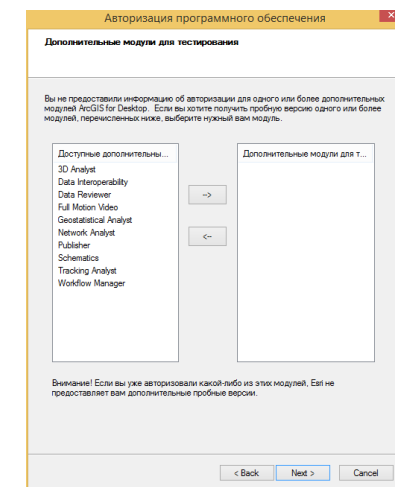 Авторизация программного обеспечения
Дополнительные модули для тестирования
Вы не предоставили информацию об авторизации для одного или более дополнительных
модулей ArcGIS for Desktop. Если вы хотите получить пробную версию одного или более
модулей, перечисленных ниже, выберите нужный вам модуль.
Доступные дополнительны...
3D Analyst
Data Interoperability
Data Reviewer
Full Motion Video
Geostatistical Analyst
Network Analyst
Publisher
Schematics
Tracking Analyst
Workflow Manager
-->
<--
Дополнительные модули для т...
Внимание! Если вы уже авторизовали какой-либо из этих модулей, Esri не
предоставляет вам дополнительные пробные версии.
< Back
Next >
Cancel